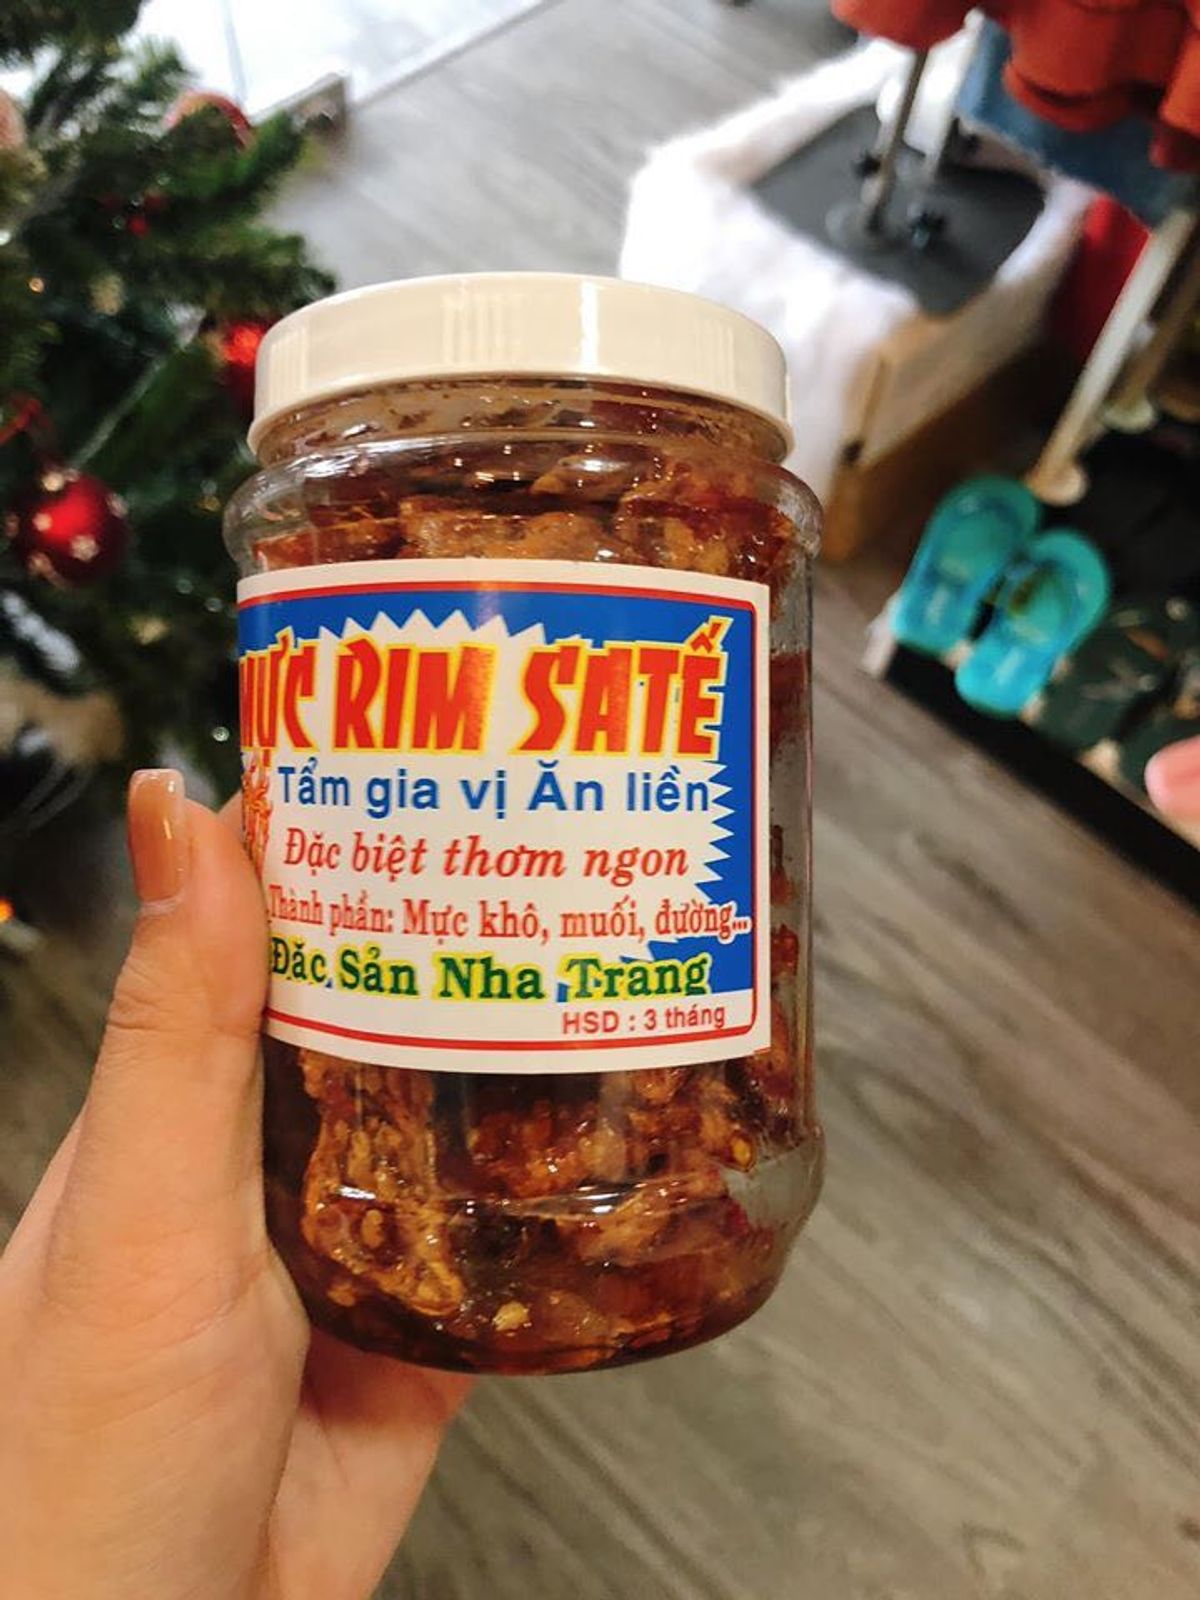 MỰC RIM SATẾ
Tẩm gia vị Ăn liền
Đặc biệt thơm ngon
Thành phần: Mực khô, muối, đường...
Đăc Sản Nha Trang
HSD : 3 tháng